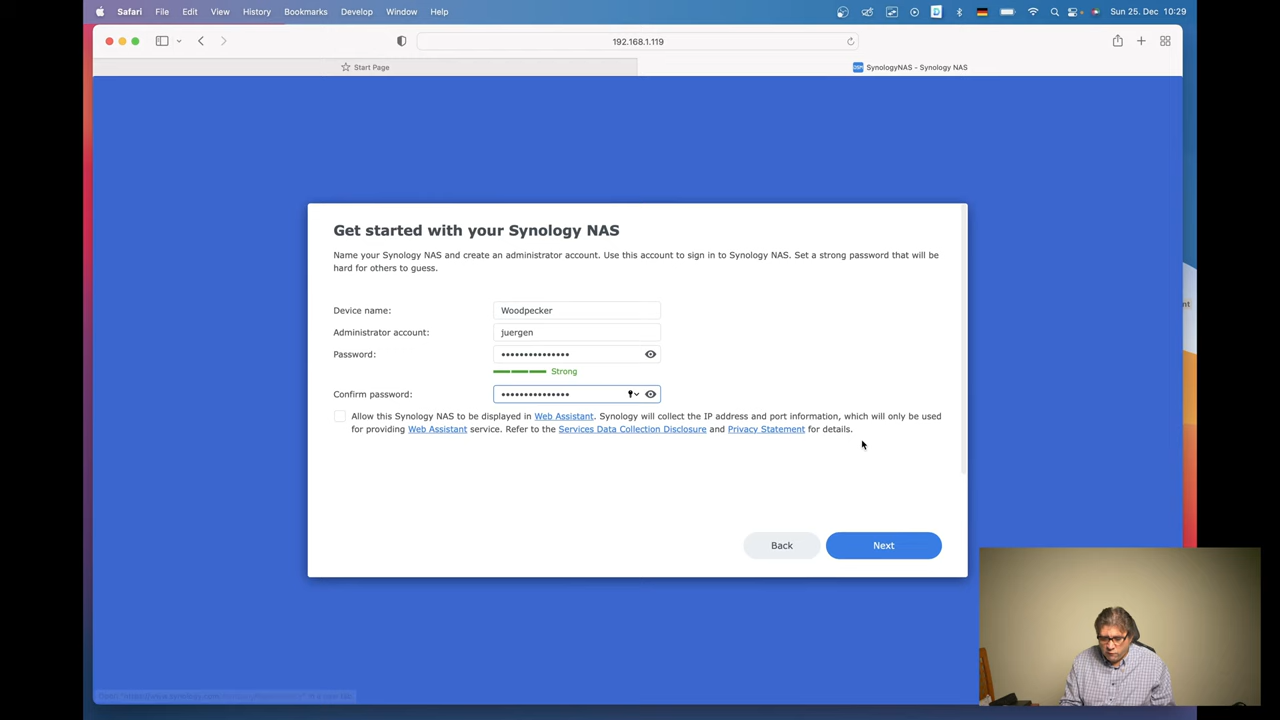 Safari File Edit View History Bookmarks Develop Window Help Sun 25. Dec 10:29
192.168.1.119
Start Page
SynologyNAS - Synology NAS
Get started with your Synology NAS
Name your Synology NAS and create an administrator account. Use this account to sign in to Synology NAS. Set a strong password that will be
hard for others to guess.
Device name: Woodpecker
Administrator account: juergen
Password: •••••••••••••••
Strong
Confirm password: •••••••••••••••
Allow this Synology NAS to be displayed in Web Assistant. Synology will collect the IP address and port information, which will only be used
for providing Web Assistant service. Refer to the Services Data Collection Disclosure and Privacy Statement for details.
Back Next